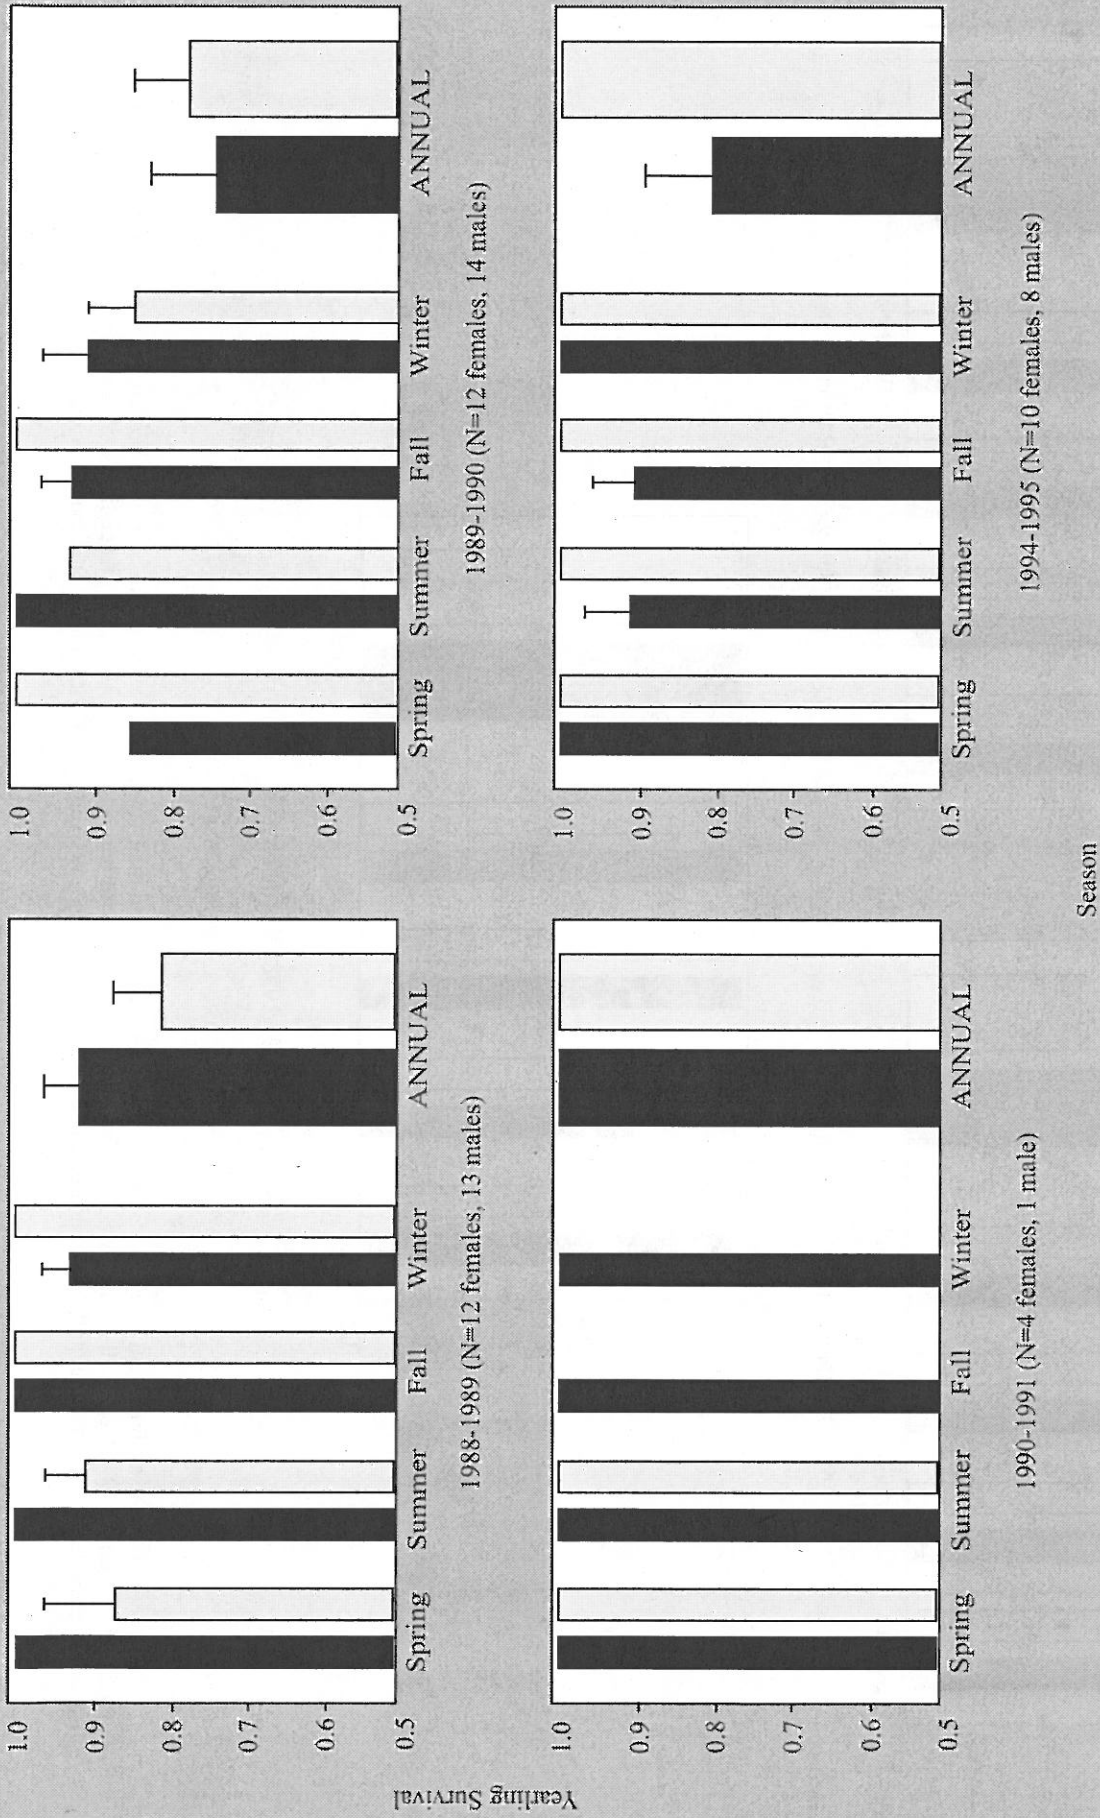 Yearling Survival
1.0
0.9
0.8
0.7
0.6
0.5
Spring Summer Fall Winter ANNUAL
1988-1989 (N=12 females, 13 males)
1.0
0.9
0.8
0.7
0.6
0.5
Spring Summer Fall Winter ANNUAL
1989-1990 (N=12 females, 14 males)
1.0
0.9
0.8
0.7
0.6
0.5
Spring Summer Fall Winter ANNUAL
1990-1991 (N=4 females, 1 male)
1.0
0.9
0.8
0.7
0.6
0.5
Spring Summer Fall Winter ANNUAL
1994-1995 (N=10 females, 8 males)
Season